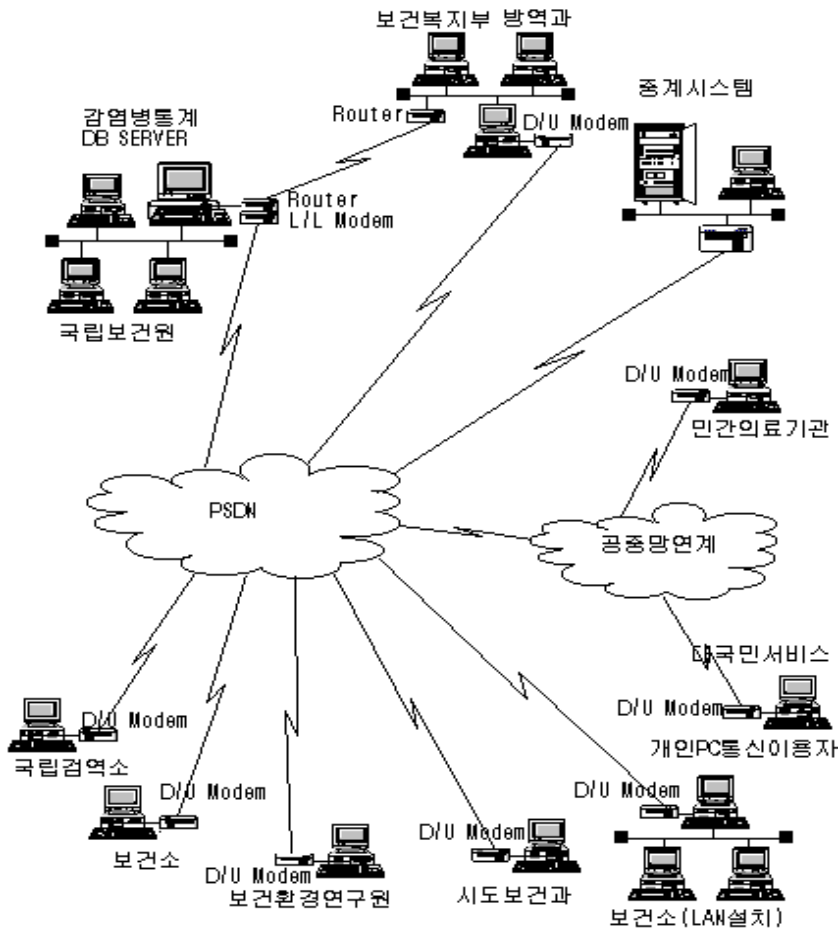 보건복지부 방역과
Router
D/U Modem
중계시스템
감염병통계
DB SERVER
Router
L/L Modem
국립보건원
D/U Modem
민간의료기관
PSDN
공중망연계
대국민서비스
D/U Modem
개인PC통신이용자
D/U Modem
국립검역소
D/U Modem
보건소
D/U Modem
보건환경연구원
D/U Modem
시도보건과
D/U Modem
보건소(LAN설치)